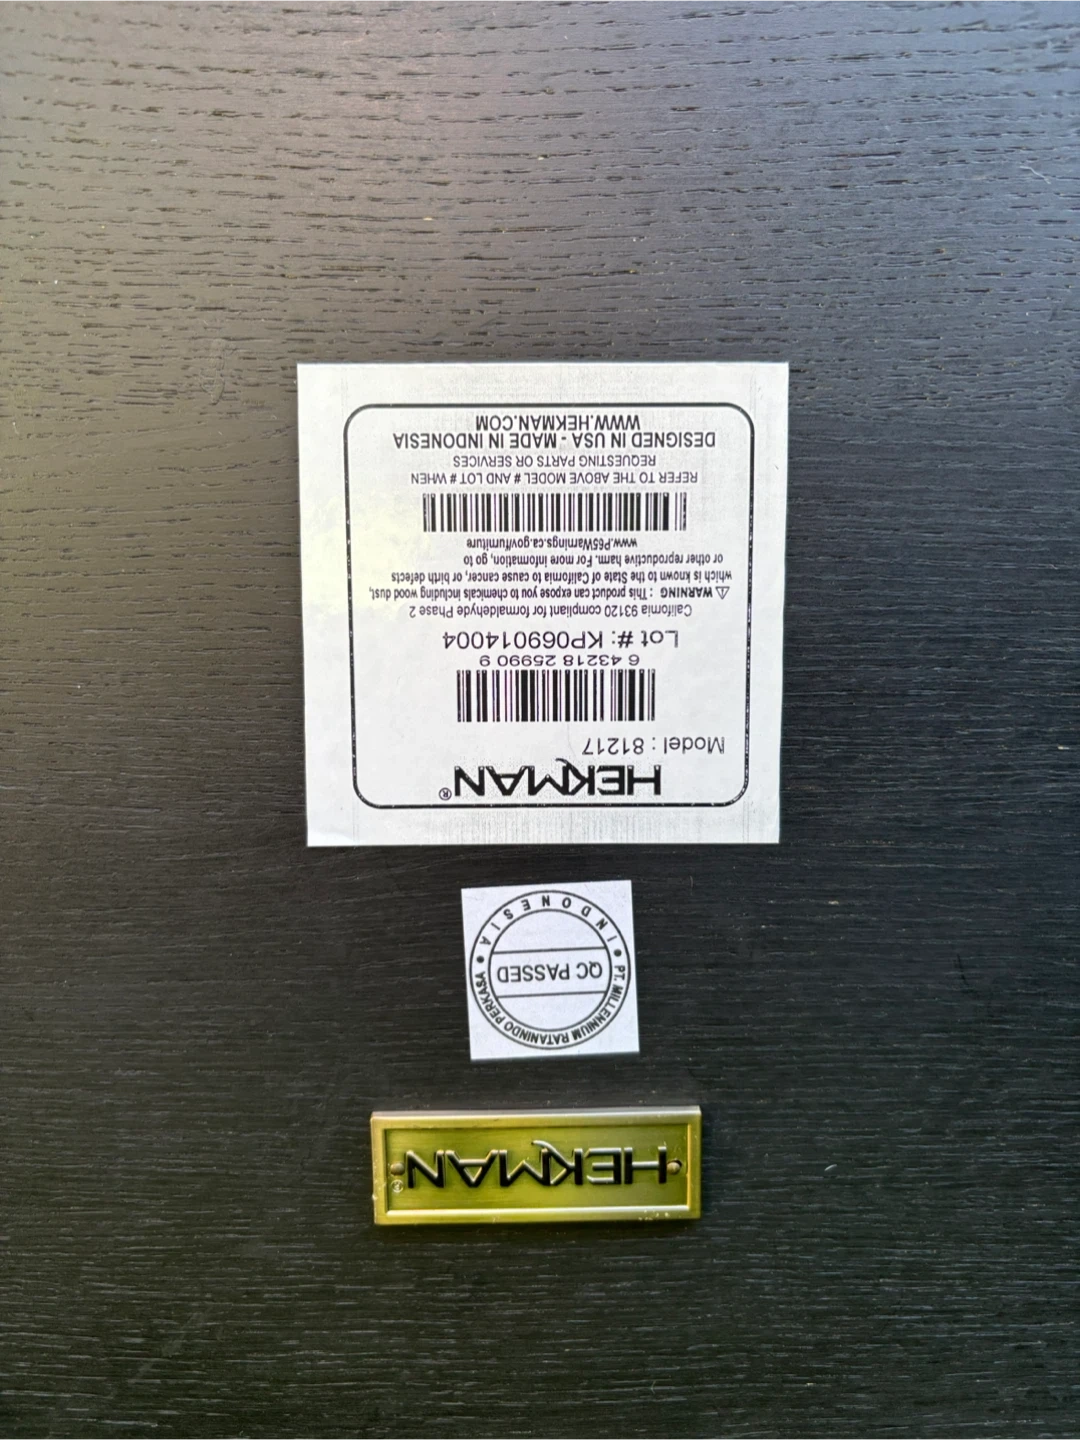 HEKMAN®
Model : 81217
6 43218 25990 9
Lot #: KP069014004
California 93120 compliant for formaldehyde Phase 2
⚠ WARNING : This product can expose you to chemicals including wood dust,
which is known to the State of California to cause cancer, or birth defects
or other reproductive harm. For more information, go to
www.P65Warnings.ca.gov/furniture
REFER TO THE ABOVE MODEL # AND LOT # WHEN
REQUESTING PARTS OR SERVICES
DESIGNED IN USA - MADE IN INDONESIA
WWW.HEKMAN.COM
PT. MILLENNIUM RATANINDO PERKASA
QC PASSED
INDONESIA
HEKMAN®